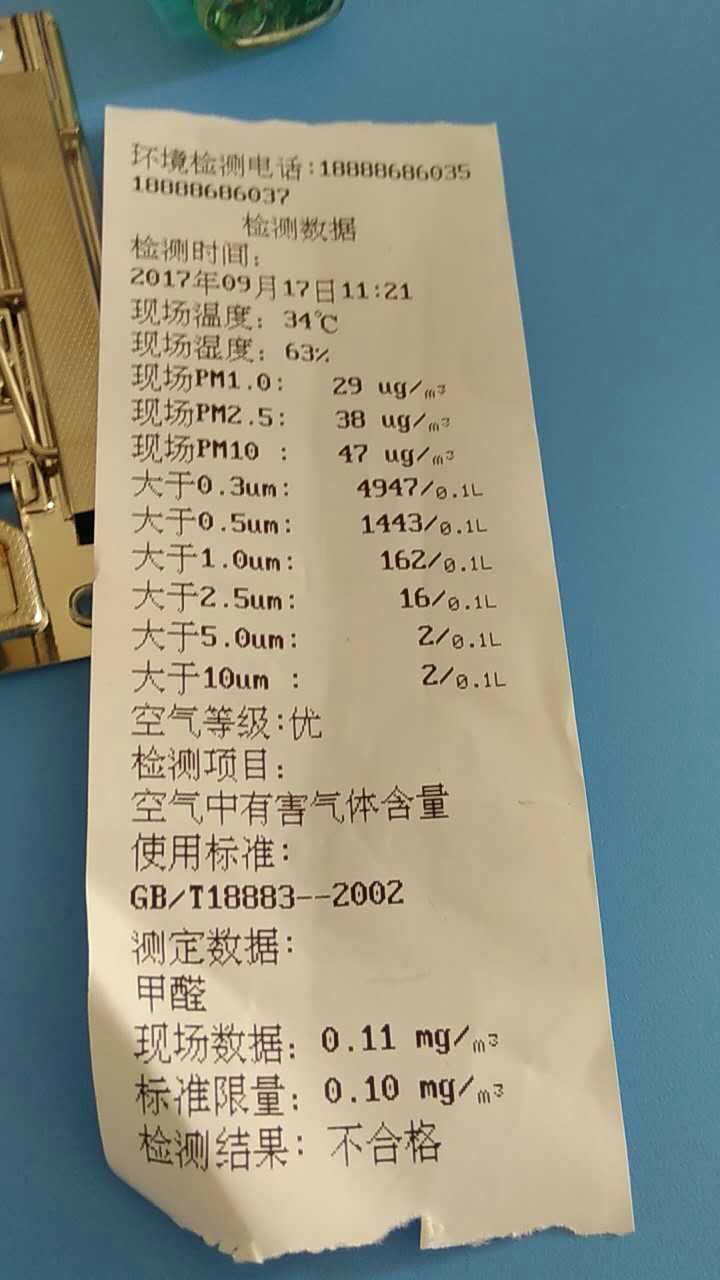 环境检测电话:18888686035
18888686037
检测数据
检测时间:
2017年09月17日11:21
现场温度: 34℃
现场湿度: 63%
现场PM1.0: 29 ug/m³
现场PM2.5: 38 ug/m³
现场PM10 : 47 ug/m³
大于0.3um: 4947/0.1L
大于0.5um: 1443/0.1L
大于1.0um: 162/0.1L
大于2.5um: 16/0.1L
大于5.0um: 2/0.1L
大于10um : 2/0.1L
空气等级:优
检测项目:
空气中有害气体含量
使用标准:
GB/T18883--2002
测定数据:
甲醛
现场数据: 0.11 mg/m³
标准限量: 0.10 mg/m³
检测结果: 不合格